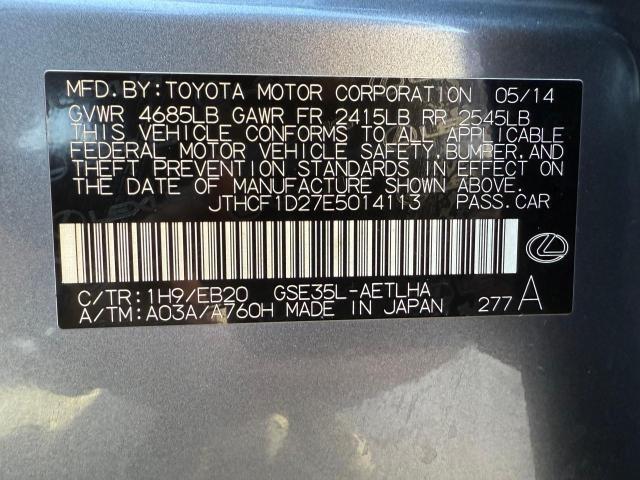 MFD. BY: TOYOTA MOTOR CORPORATION 05/14
GVWR 4685LB GAWR FR 2415LB RR 2545LB
THIS VEHICLE CONFORMS TO ALL APPLICABLE
FEDERAL MOTOR VEHICLE SAFETY, BUMPER, AND
THEFT PREVENTION STANDARDS IN EFFECT ON
THE DATE OF MANUFACTURE SHOWN ABOVE.
JTHCF1D27E5014113 PASS. CAR
C/TR: 1H9/EB20 GSE35L-AETLHA
A/TM: A03A/A760H MADE IN JAPAN 277 A